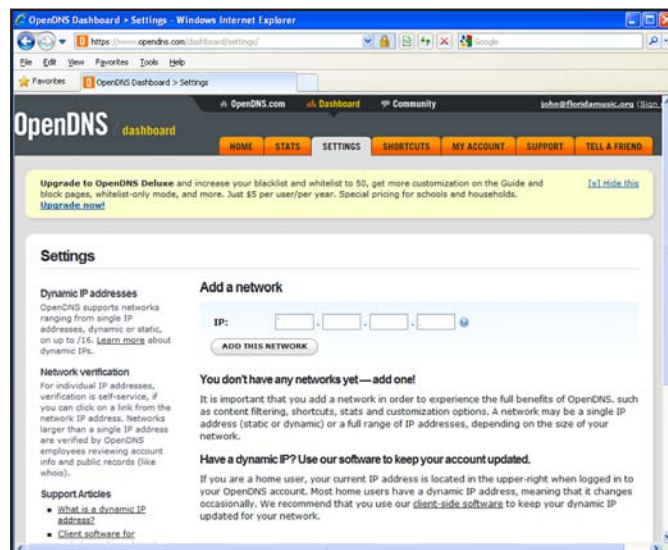 OpenDNS Dashboard > Settings - Windows Internet Explorer
https://www.opendns.com/dashboard/settings/
Google
File Edit View Favorites Tools Help
Favorites
OpenDNS Dashboard > Settings
OpenDNS.com Dashboard Community
john@floridamusic.org (Sign
OpenDNS dashboard
HOME STATS SETTINGS SHORTCUTS MY ACCOUNT SUPPORT TELL A FRIEND
Upgrade to OpenDNS Deluxe and increase your blacklist and whitelist to 50, get more customization on the Guide and
block pages, whitelist-only mode, and more. Just $5 per user/per year. Special pricing for schools and households.
Upgrade now!
[x] Hide this
Settings
Dynamic IP addresses
OpenDNS supports networks
ranging from single IP
addresses, dynamic or static,
on up to /16. Learn more about
dynamic IPs.
Network verification
For individual IP addresses,
verification is self-service, if
you can click on a link from the
network IP address. Networks
larger than a single IP address
are verified by OpenDNS
employees reviewing account
info and public records (like
whois).
Support Articles
What is a dynamic IP
address?
Client software for
Add a network
IP:
ADD THIS NETWORK
You don't have any networks yet — add one!
It is important that you add a network in order to experience the full benefits of OpenDNS. such
as content filtering, shortcuts, stats and customization options. A network may be a single IP
address (static or dynamic) or a full range of IP addresses, depending on the size of your
network.
Have a dynamic IP? Use our software to keep your account updated.
If you are a home user, your current IP address is located in the upper-right when logged in to
your OpenDNS account. Most home users have a dynamic IP address, meaning that it changes
occasionally. We recommend that you use our client-side software to keep your dynamic IP
updated for your network.